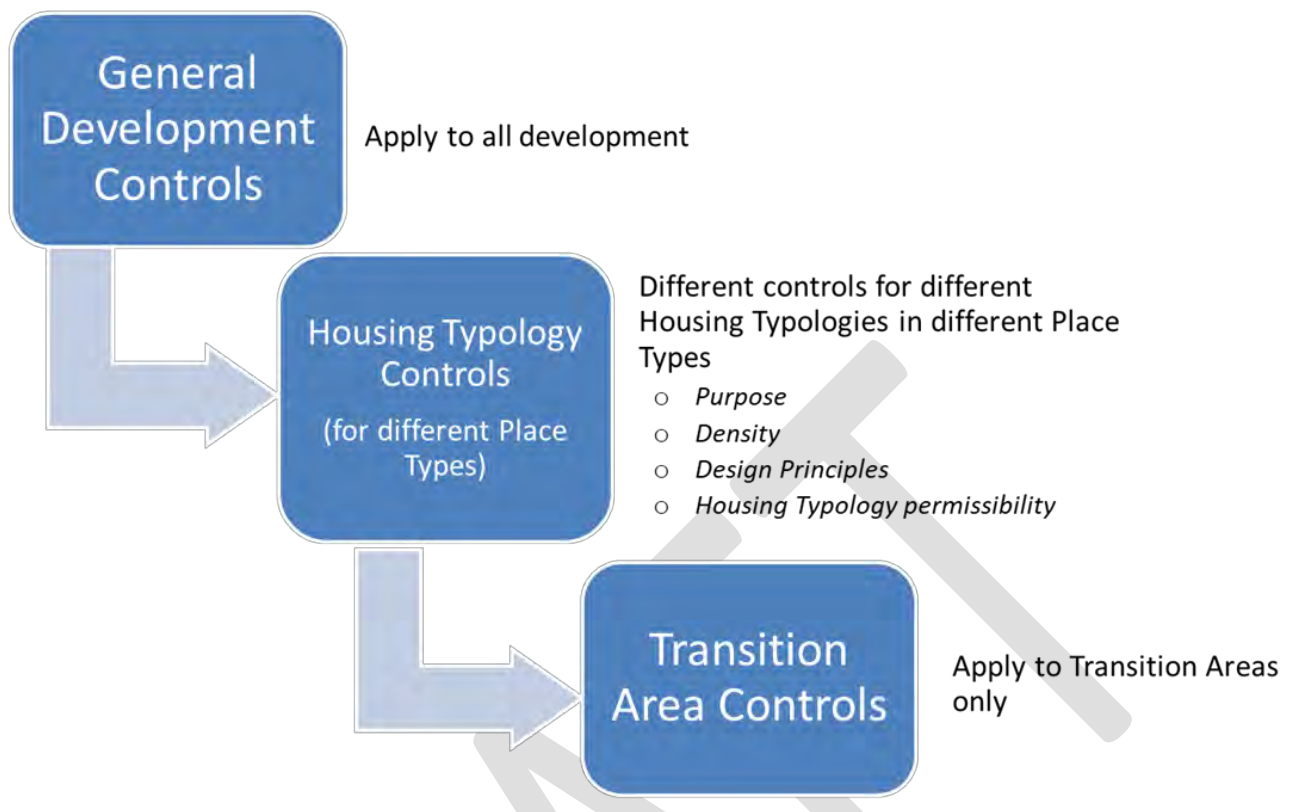 General
Development
Controls
Apply to all development
Housing Typology
Controls
(for different Place
Types)
Different controls for different
Housing Typologies in different Place
Types
o Purpose
o Density
o Design Principles
o Housing Typology permissibility
Transition
Area Controls
Apply to Transition Areas
only